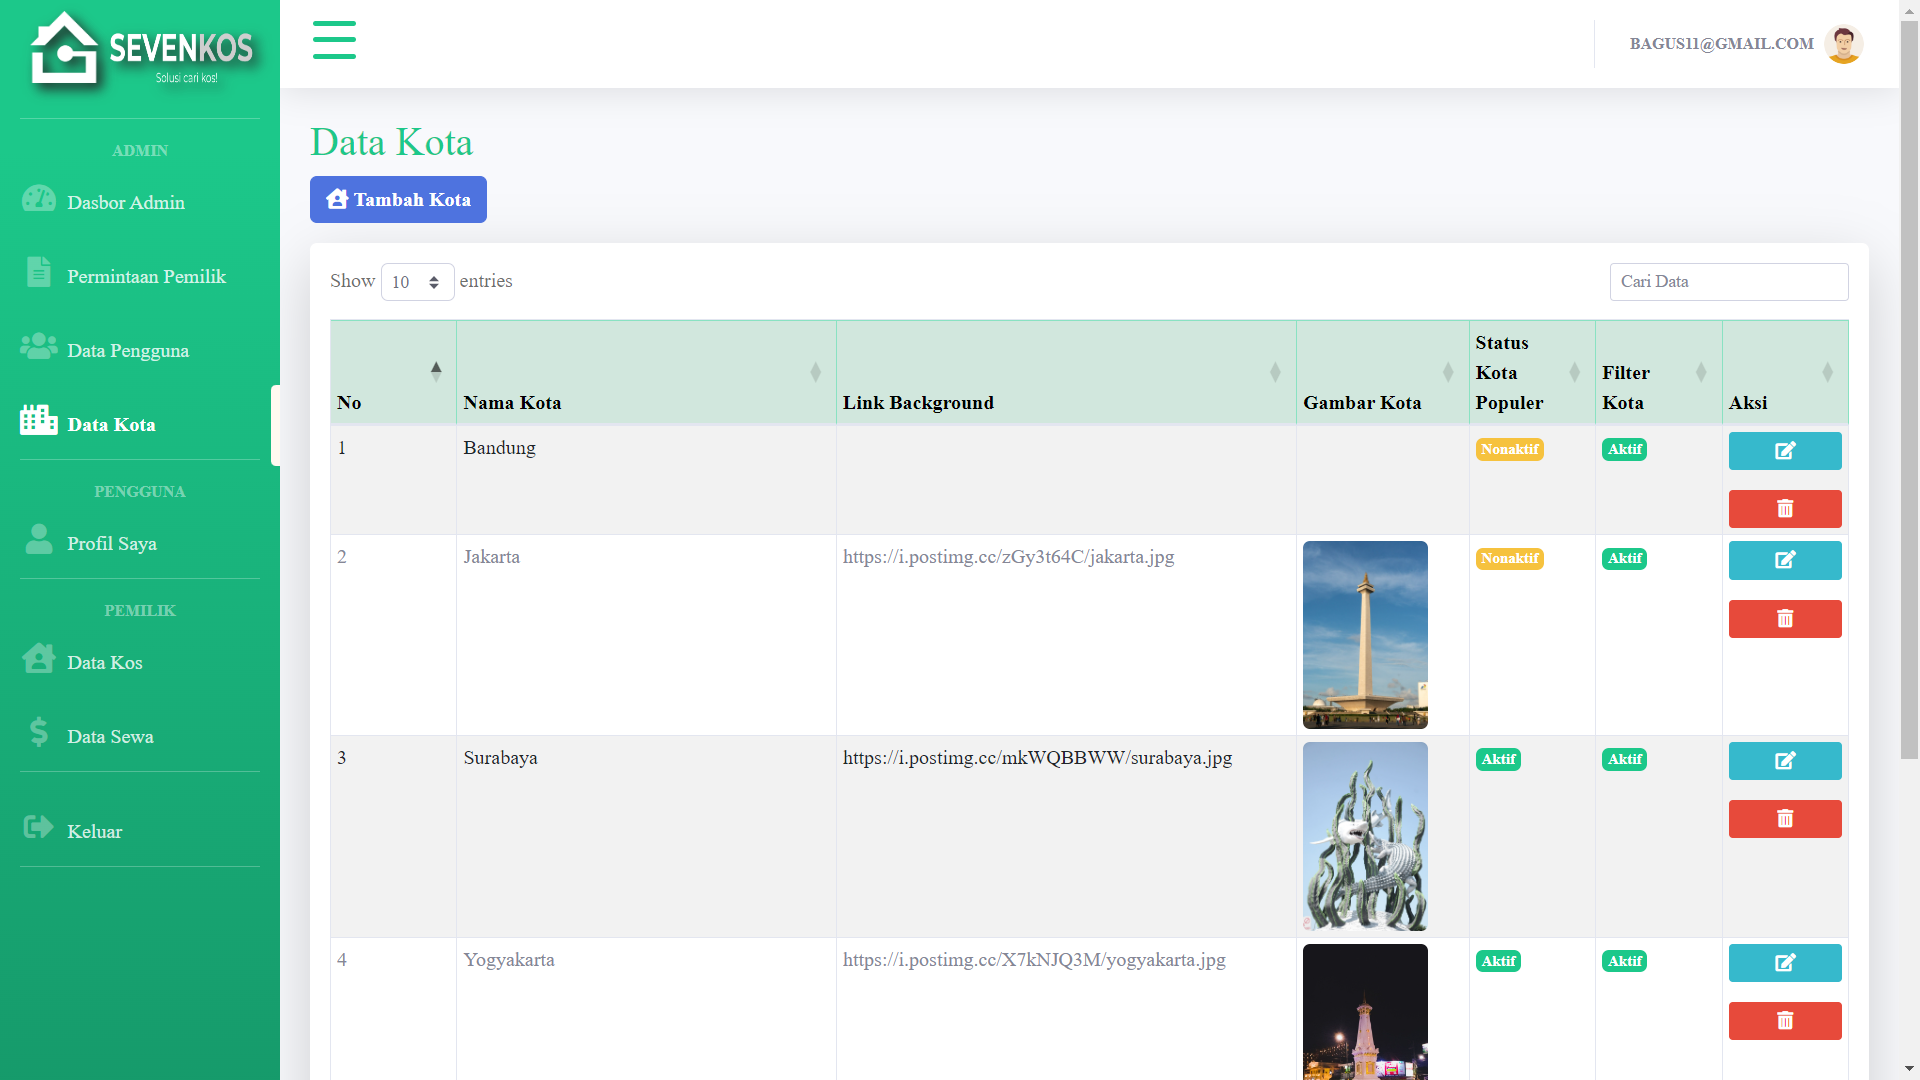 SEVENKOS
Solusi cari kos!
BAGUS11@GMAIL.COM
ADMIN
Dasbor Admin
Permintaan Pemilik
Data Pengguna
Data Kota
PENGGUNA
Profil Saya
PEMILIK
Data Kos
Data Sewa
Keluar
Data Kota
Tambah Kota
Show 10 entries
Cari Data
No
Nama Kota
Link Background
Gambar Kota
Status
Kota
Populer
Filter
Kota
Aksi
1 Bandung Nonaktif Aktif
2 Jakarta https://i.postimg.cc/zGy3t64C/jakarta.jpg Nonaktif Aktif
3 Surabaya https://i.postimg.cc/mkWQBBWW/surabaya.jpg Aktif Aktif
4 Yogyakarta https://i.postimg.cc/X7kNJQ3M/yogyakarta.jpg Aktif Aktif